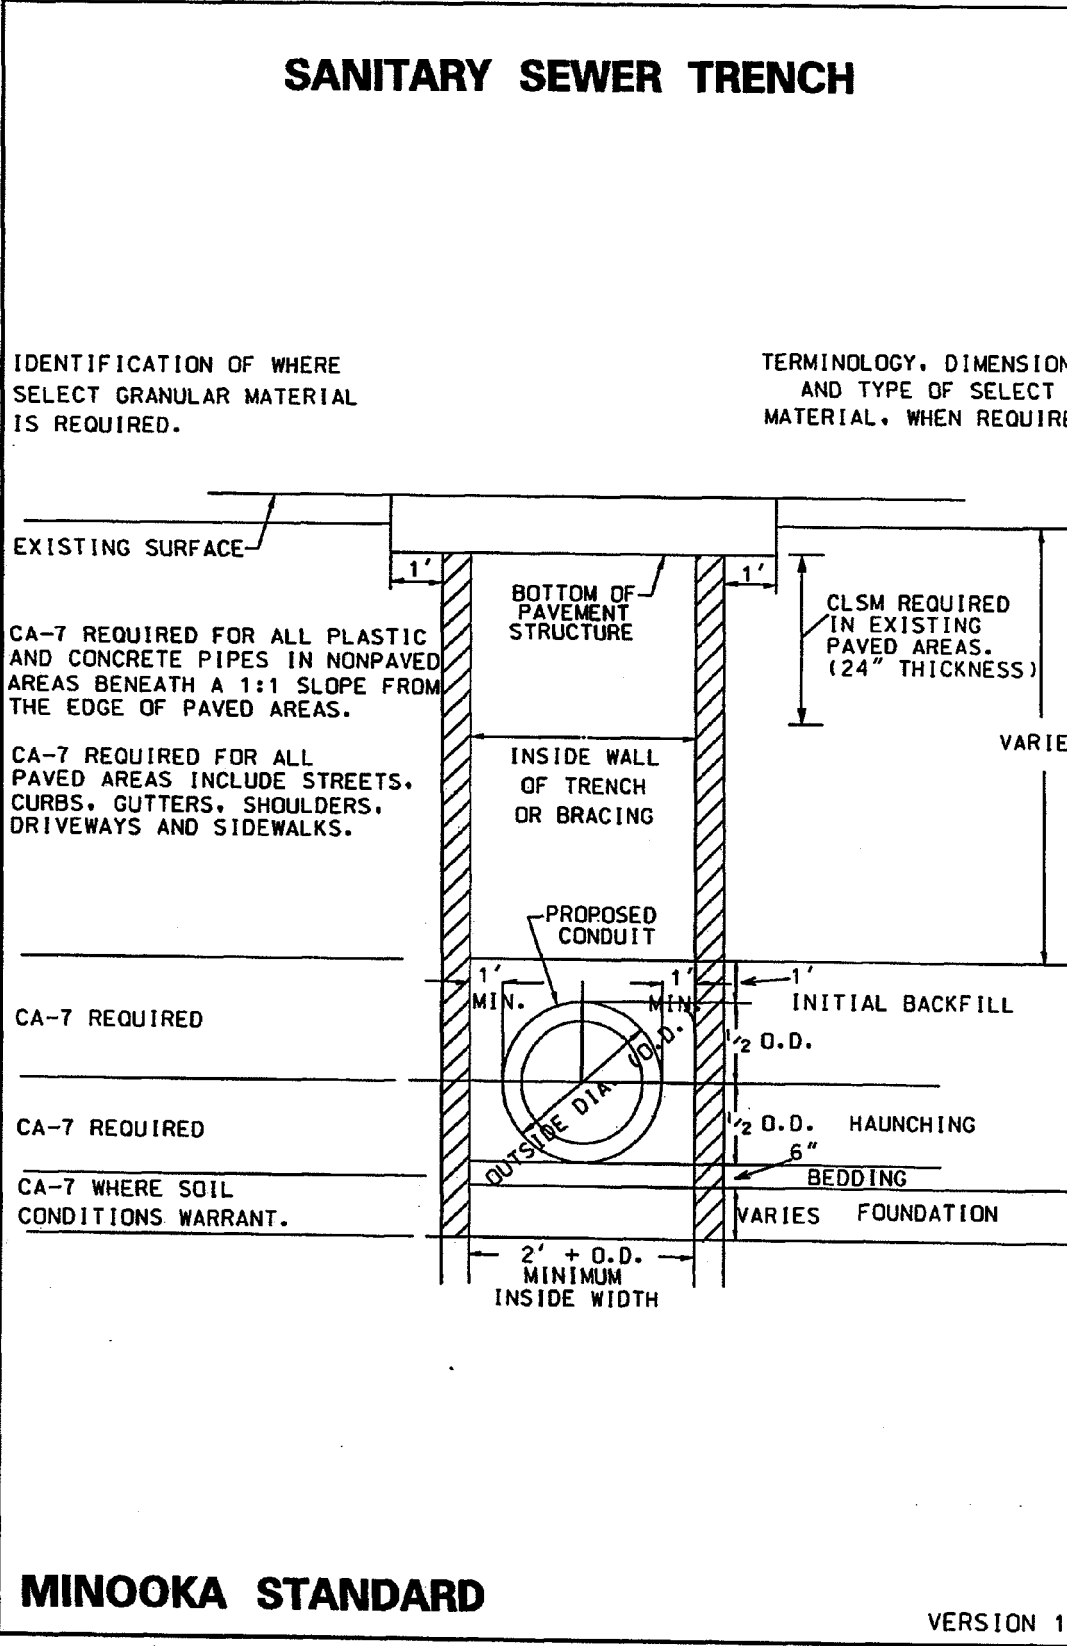 SANITARY SEWER TRENCH
IDENTIFICATION OF WHERE
SELECT GRANULAR MATERIAL
IS REQUIRED.
TERMINOLOGY, DIMENSION
AND TYPE OF SELECT
MATERIAL, WHEN REQUIRE
EXISTING SURFACE
1'
BOTTOM OF
PAVEMENT
STRUCTURE
1'
CLSM REQUIRED
IN EXISTING
PAVED AREAS.
(24" THICKNESS)
CA-7 REQUIRED FOR ALL PLASTIC
AND CONCRETE PIPES IN NONPAVED
AREAS BENEATH A 1:1 SLOPE FROM
THE EDGE OF PAVED AREAS.
VARIE
CA-7 REQUIRED FOR ALL
PAVED AREAS INCLUDE STREETS,
CURBS, GUTTERS, SHOULDERS,
DRIVEWAYS AND SIDEWALKS.
INSIDE WALL
OF TRENCH
OR BRACING
PROPOSED
CONDUIT
1'
MIN.
1'
MIN.
1'
INITIAL BACKFILL
CA-7 REQUIRED
1/2 O.D.
OUTSIDE DIA. (O.D.)
CA-7 REQUIRED
1/2 O.D. HAUNCHING
6"
BEDDING
CA-7 WHERE SOIL
CONDITIONS WARRANT.
VARIES FOUNDATION
2' + O.D.
MINIMUM
INSIDE WIDTH
MINOOKA STANDARD
VERSION 1